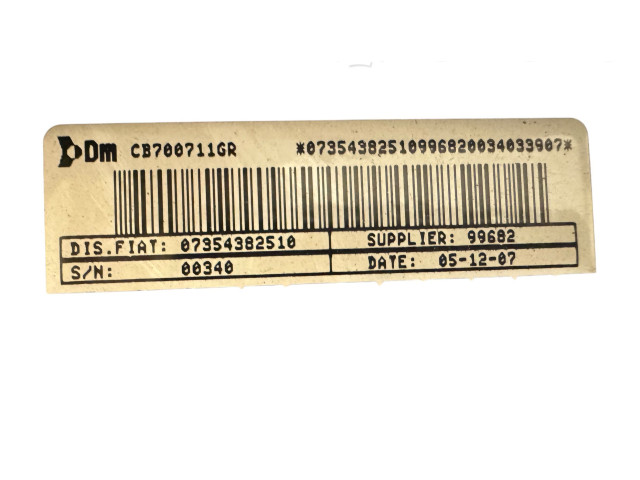 Dm CB700711GR *07354382510996820034033907*
DIS.FIAT: 07354382510 SUPPLIER: 99682
S/N: 00340 DATE: 05-12-07